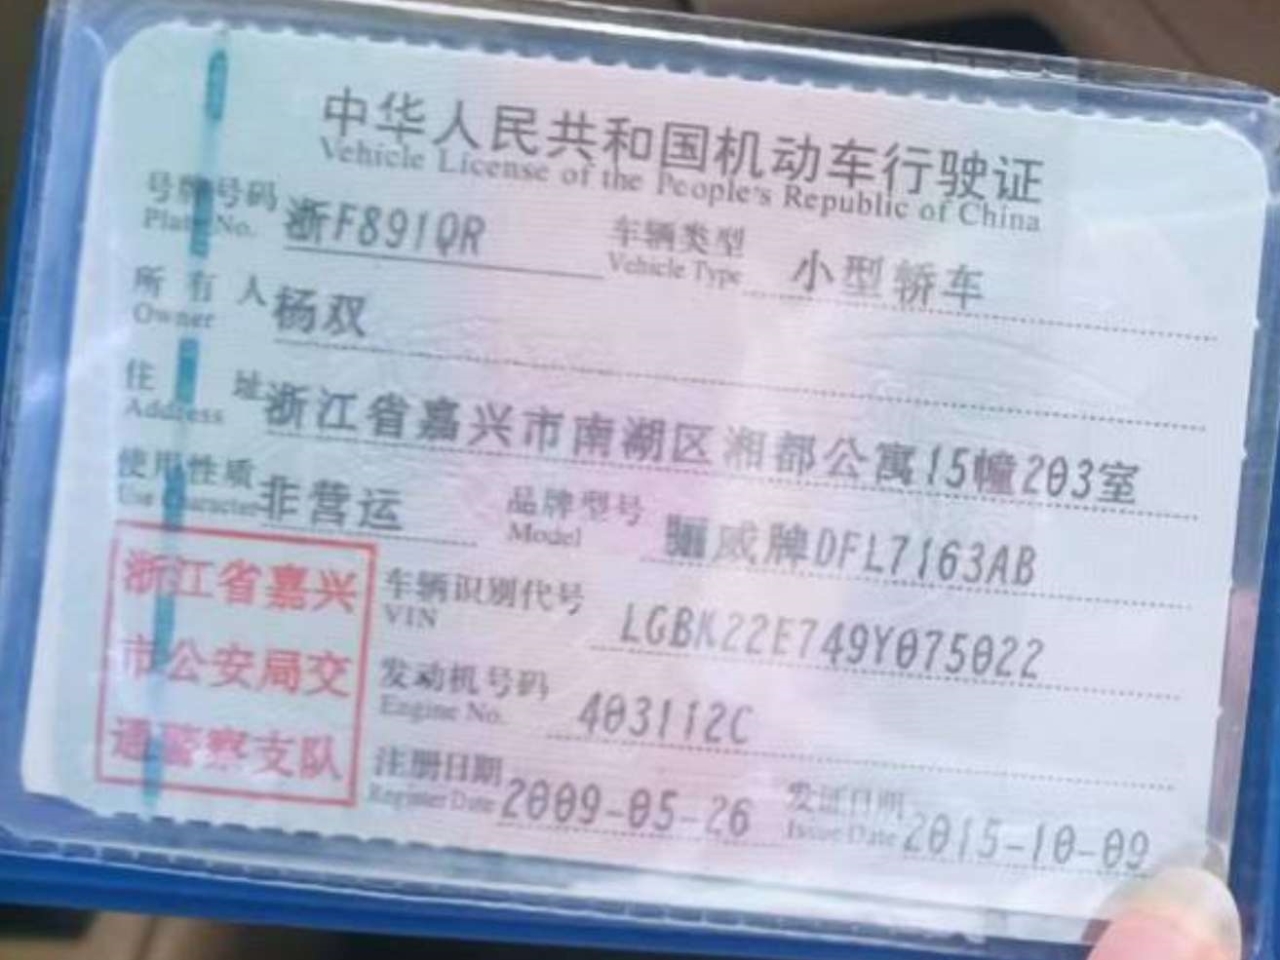 中华人民共和国机动车行驶证
Vehicle License of the People's Republic of China
号牌号码 浙F891QR 车辆类型 小型轿车
Plate No. Vehicle Type
所有人 杨双
Owner
住址 浙江省嘉兴市南湖区湘都公寓15幢203室
Address
使用性质 非营运 品牌型号 骊威牌DFL7163AB
Use Character Model
浙江省嘉兴
市公安局交
通警察支队
车辆识别代号 LGBK22E749Y075022
VIN
发动机号码 403112C
Engine No.
注册日期 2009-05-26 发证日期 2015-10-09
Register Date Issue Date